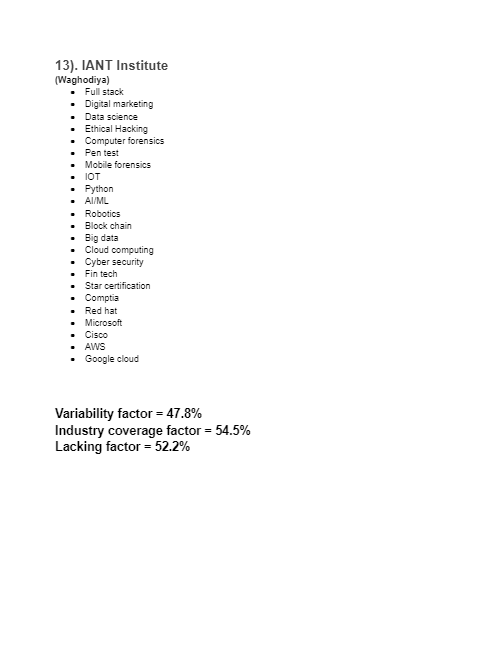 13). IANT Institute
(Waghodiya)
• Full stack
• Digital marketing
• Data science
• Ethical Hacking
• Computer forensics
• Pen test
• Mobile forensics
• IOT
• Python
• AI/ML
• Robotics
• Block chain
• Big data
• Cloud computing
• Cyber security
• Fin tech
• Star certification
• Comptia
• Red hat
• Microsoft
• Cisco
• AWS
• Google cloud
Variability factor = 47.8%
Industry coverage factor = 54.5%
Lacking factor = 52.2%